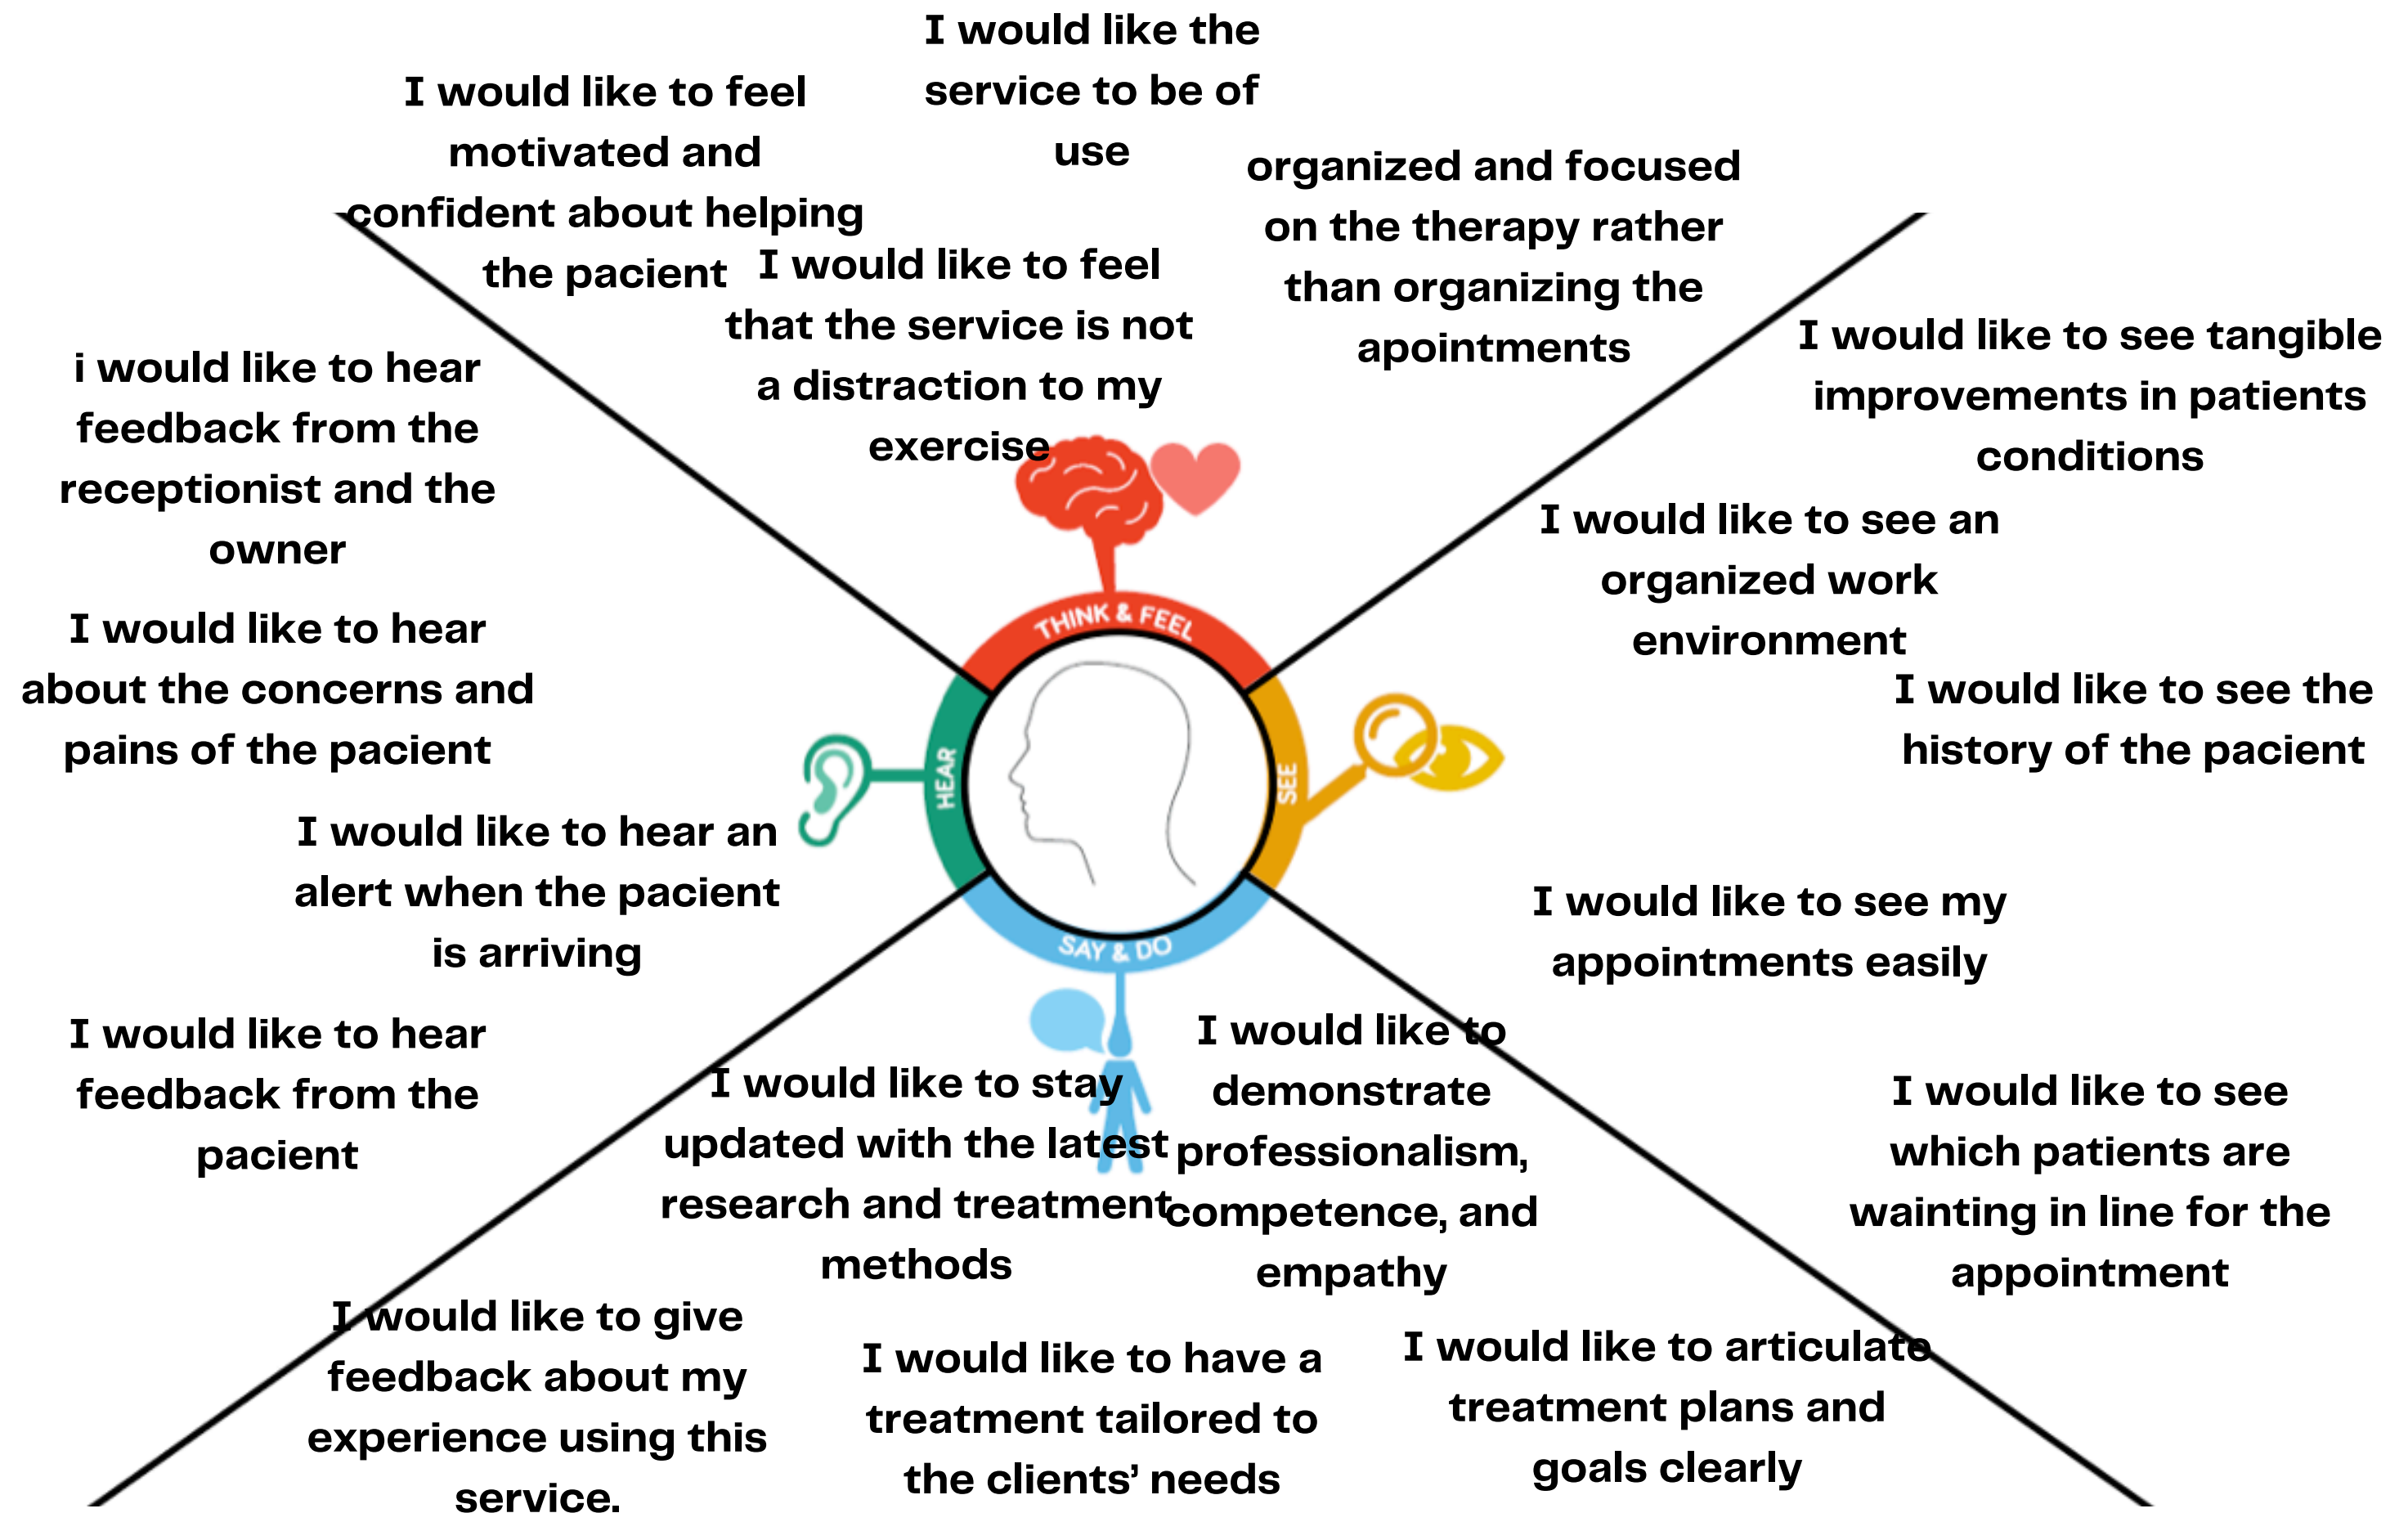 I would like the
service to be of
use
I would like to feel
motivated and
confident about helping
the pacient
organized and focused
on the therapy rather
than organizing the
apointments
I would like to feel
that the service is not
a distraction to my
exercise
i would like to hear
feedback from the
receptionist and the
owner
I would like to see tangible
improvements in patients
conditions
I would like to see an
organized work
environment
THINK & FEEL
I would like to hear
about the concerns and
pains of the pacient
I would like to see the
history of the pacient
HEAR
SEE
I would like to hear an
alert when the pacient
is arriving
I would like to see my
appointments easily
SAY & DO
I would like to hear
feedback from the
pacient
I would like to stay
updated with the latest
research and treatment
methods
I would like to
demonstrate
professionalism,
competence, and
empathy
I would like to see
which patients are
wainting in line for the
appointment
I would like to give
feedback about my
experience using this
service.
I would like to have a
treatment tailored to
the clients’ needs
I would like to articulate
treatment plans and
goals clearly